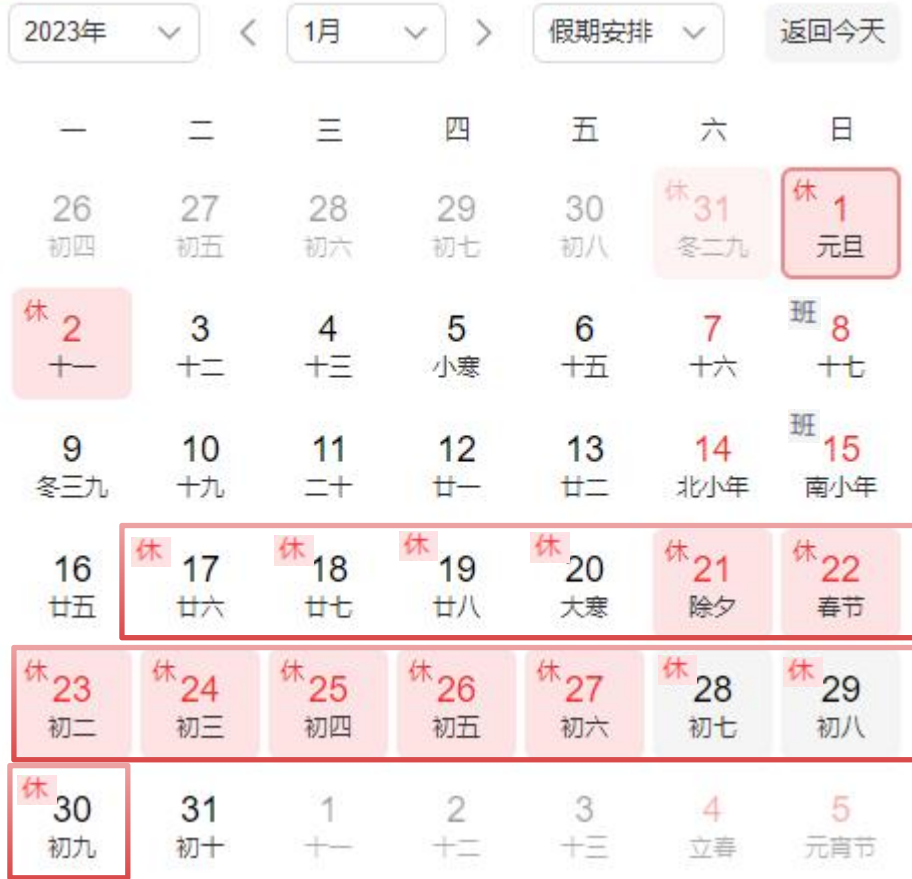 2023年 1月 假期安排 返回今天
一 二 三 四 五 六 日
26 27 28 29 30 休 31 休 1
初四 初五 初六 初七 初八 冬二九 元旦
休 2 3 4 5 6 7 班 8
十一 十二 十三 小寒 十五 十六 十七
9 10 11 12 13 14 班 15
冬三九 十九 二十 廿一 廿二 北小年 南小年
16 休 17 休 18 休 19 休 20 休 21 休 22
廿五 廿六 廿七 廿八 大寒 除夕 春节
休 23 休 24 休 25 休 26 休 27 休 28 休 29
初二 初三 初四 初五 初六 初七 初八
休 30 31 1 2 3 4 5
初九 初十 十一 十二 十三 立春 元宵节